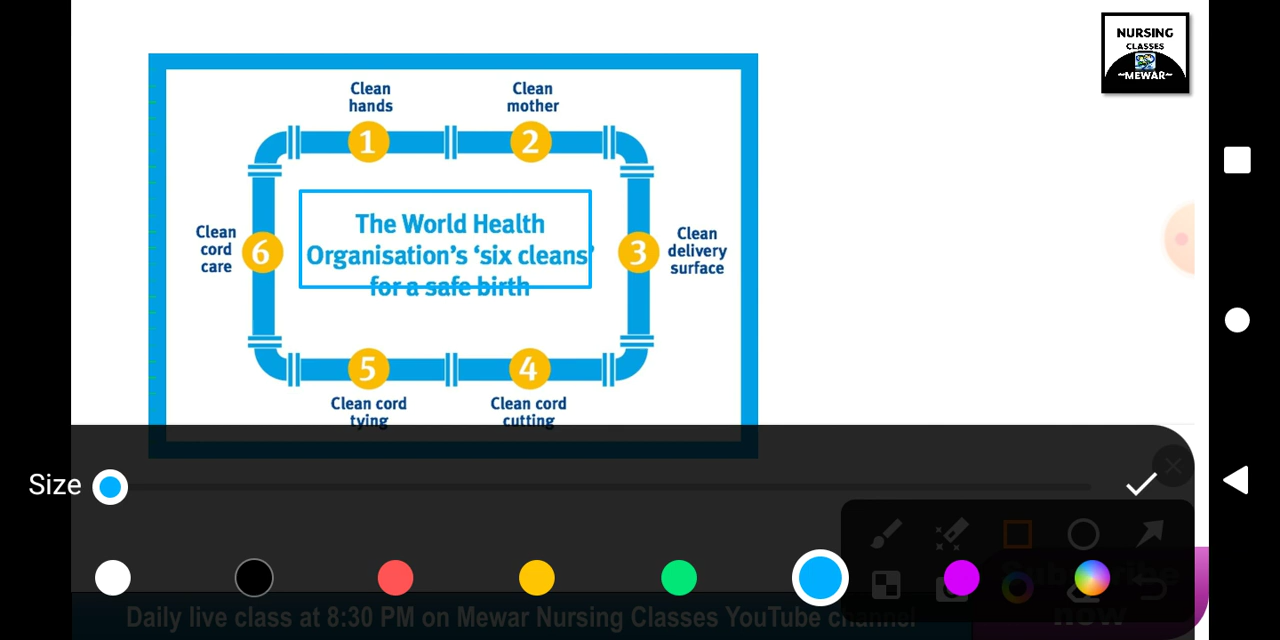 NURSING
CLASSES
~MEWAR~
Clean
hands
Clean
mother
1
2
The World Health
Organisation's 'six cleans'
for a safe birth
Clean
cord
care
6
3
Clean
delivery
surface
5
4
Clean cord
tying
Clean cord
cutting
Size
Subscribe
now
Daily live class at 8:30 PM on Mewar Nursing Classes YouTube channel